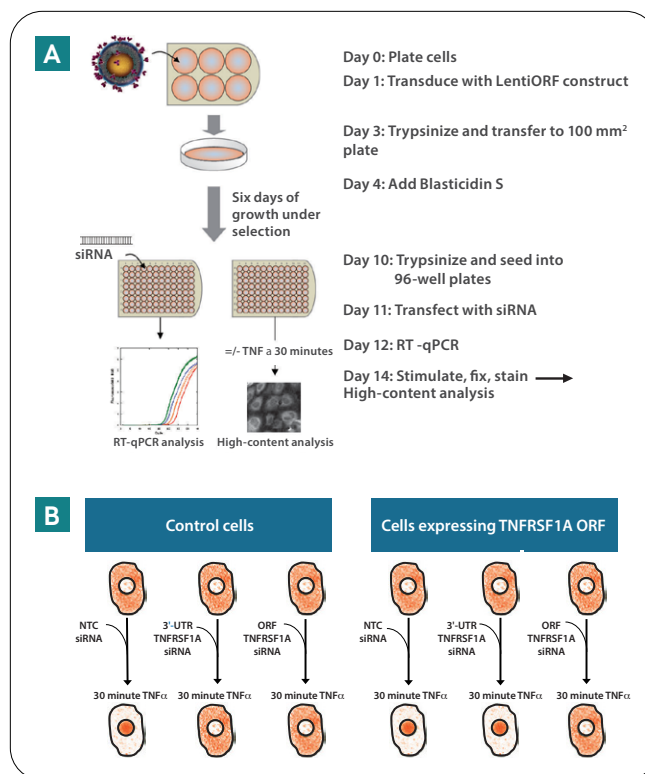 A
Day 0: Plate cells
Day 1: Transduce with LentiORF construct
Day 3: Trypsinize and transfer to 100 mm²
plate
Day 4: Add Blasticidin S
Six days of
growth under
selection
siRNA
Day 10: Trypsinize and seed into
96-well plates
Day 11: Transfect with siRNA
=/- TNF a 30 minutes
Day 12: RT -qPCR
Day 14: Stimulate, fix, stain
High-content analysis
RT-qPCR analysis
High-content analysis
B
Control cells
Cells expressing TNFRSF1A ORF
NTC
siRNA
3'-UTR
TNFRSF1A
siRNA
ORF
TNFRSF1A
siRNA
NTC
siRNA
3'-UTR
TNFRSF1A
siRNA
ORF
TNFRSF1A
siRNA
30 minute TNFα
30 minute TNFα
30 minute TNFα
30 minute TNFα
30 minute TNFα
30 minute TNFα